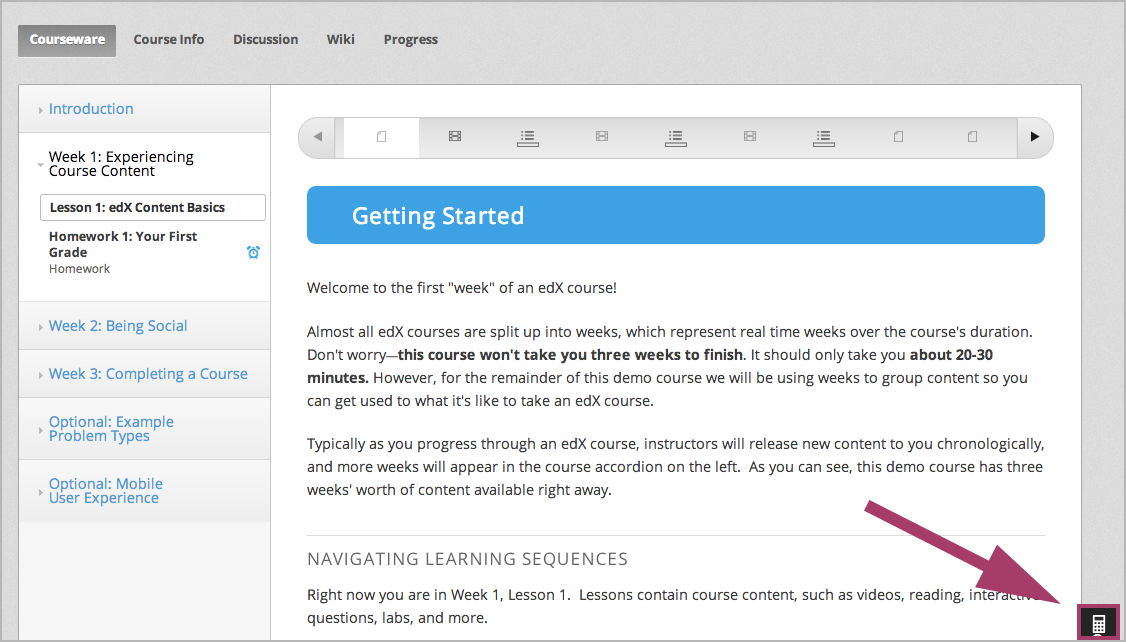 Courseware Course Info Discussion Wiki Progress
Introduction
Week 1: Experiencing
Course Content
Lesson 1: edX Content Basics
Homework 1: Your First
Grade
Homework
Week 2: Being Social
Week 3: Completing a Course
Optional: Example
Problem Types
Optional: Mobile
User Experience
Getting Started
Welcome to the first "week" of an edX course!
Almost all edX courses are split up into weeks, which represent real time weeks over the course's duration.
Don't worry—this course won't take you three weeks to finish. It should only take you about 20-30
minutes. However, for the remainder of this demo course we will be using weeks to group content so you
can get used to what it's like to take an edX course.
Typically as you progress through an edX course, instructors will release new content to you chronologically,
and more weeks will appear in the course accordion on the left.  As you can see, this demo course has three
weeks' worth of content available right away.
NAVIGATING LEARNING SEQUENCES
Right now you are in Week 1, Lesson 1.  Lessons contain course content, such as videos, reading, interactive
questions, labs, and more.